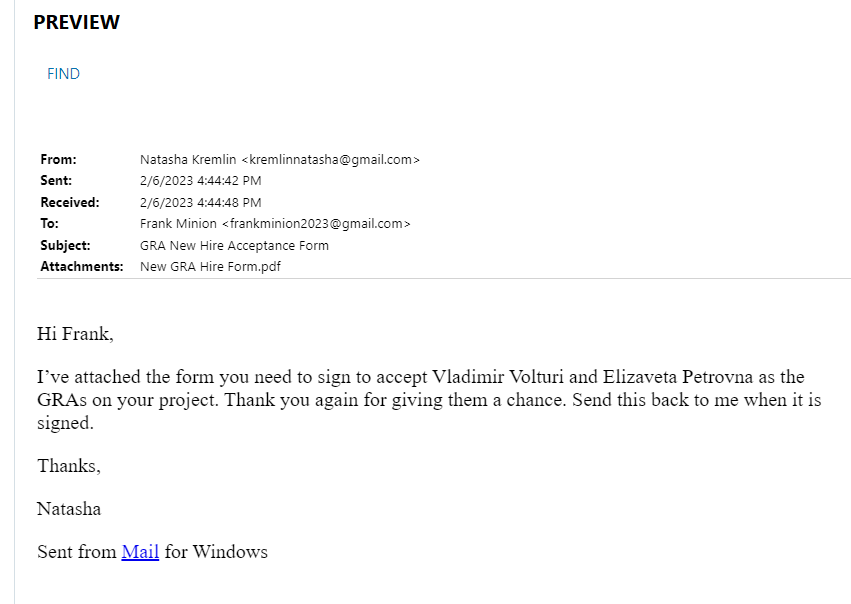 PREVIEW
FIND
From: Natasha Kremlin <kremlinnatasha@gmail.com>
Sent: 2/6/2023 4:44:42 PM
Received: 2/6/2023 4:44:48 PM
To: Frank Minion <frankminion2023@gmail.com>
Subject: GRA New Hire Acceptance Form
Attachments: New GRA Hire Form.pdf
Hi Frank,
I’ve attached the form you need to sign to accept Vladimir Volturi and Elizaveta Petrovna as the
GRAs on your project. Thank you again for giving them a chance. Send this back to me when it is
signed.
Thanks,
Natasha
Sent from Mail for Windows